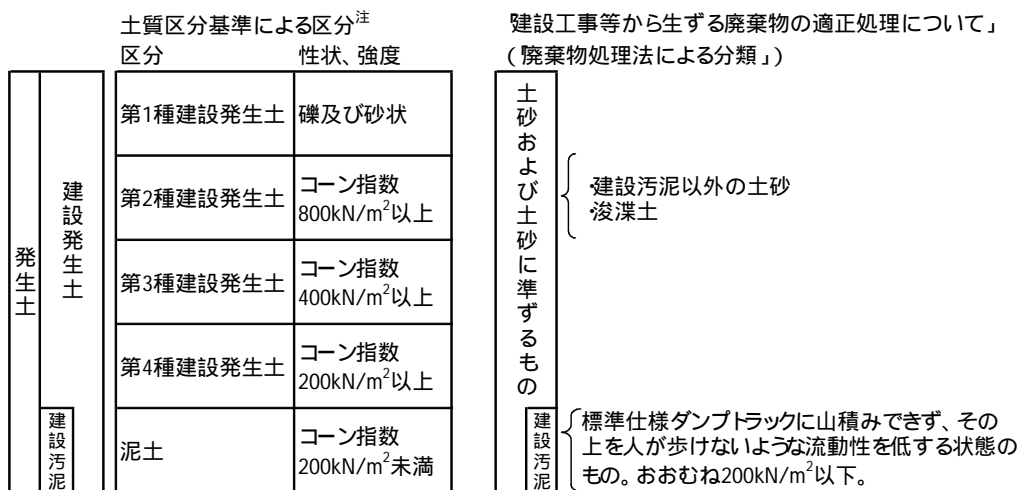 土質区分基準による区分注
区分 性状、強度
「建設工事等から生ずる廃棄物の適正処理について」
(「廃棄物処理法による分類」)
発生土
建設発生土
第1種建設発生土 礫及び砂状
第2種建設発生土 コーン指数
800kN/m2以上
第3種建設発生土 コーン指数
400kN/m2以上
第4種建設発生土 コーン指数
200kN/m2以上
建設汚泥
泥土 コーン指数
200kN/m2未満
土砂および土砂に準ずるもの
・建設汚泥以外の土砂
・浚渫土
建設汚泥
標準仕様ダンプトラックに山積みできず、その
上を人が歩けないような流動性を低する状態の
もの。おおむね200kN/m2以下。